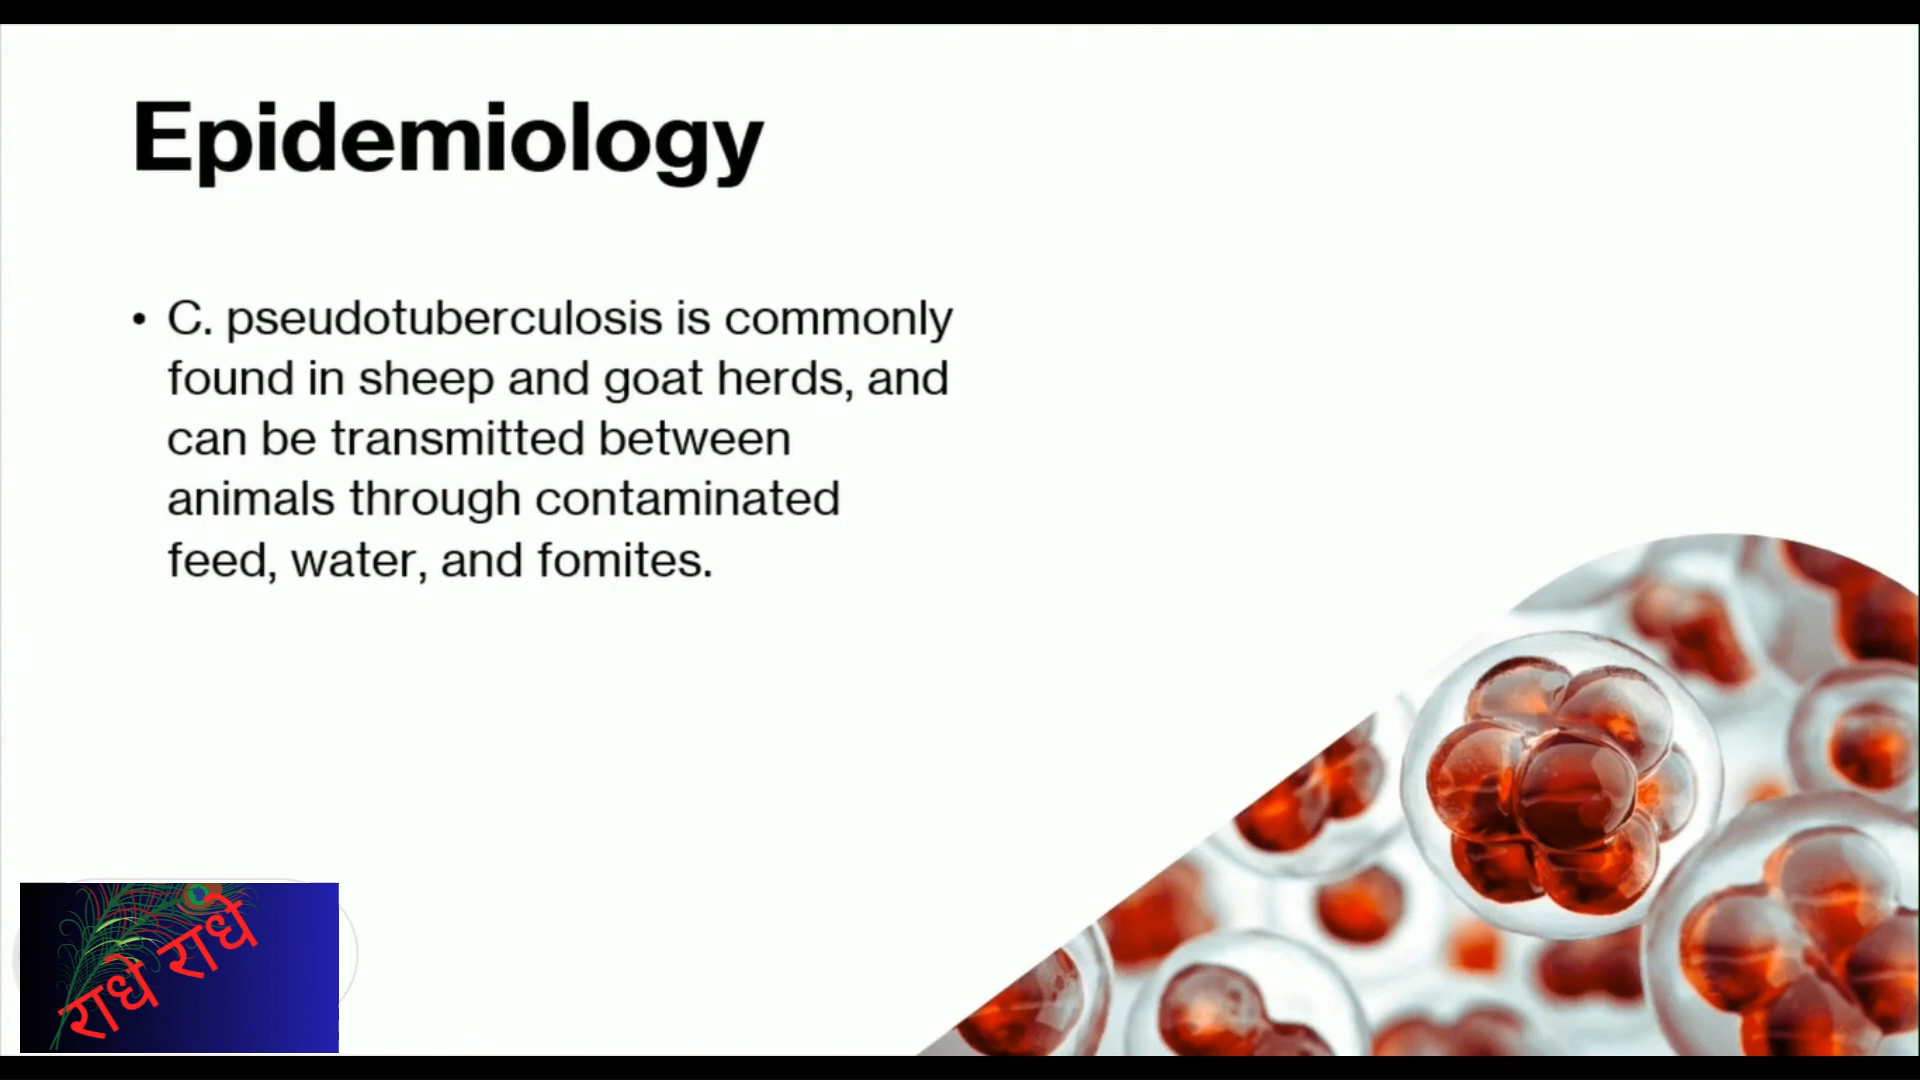 Epidemiology
• C. pseudotuberculosis is commonly
found in sheep and goat herds, and
can be transmitted between
animals through contaminated
feed, water, and fomites.
राधे राधे